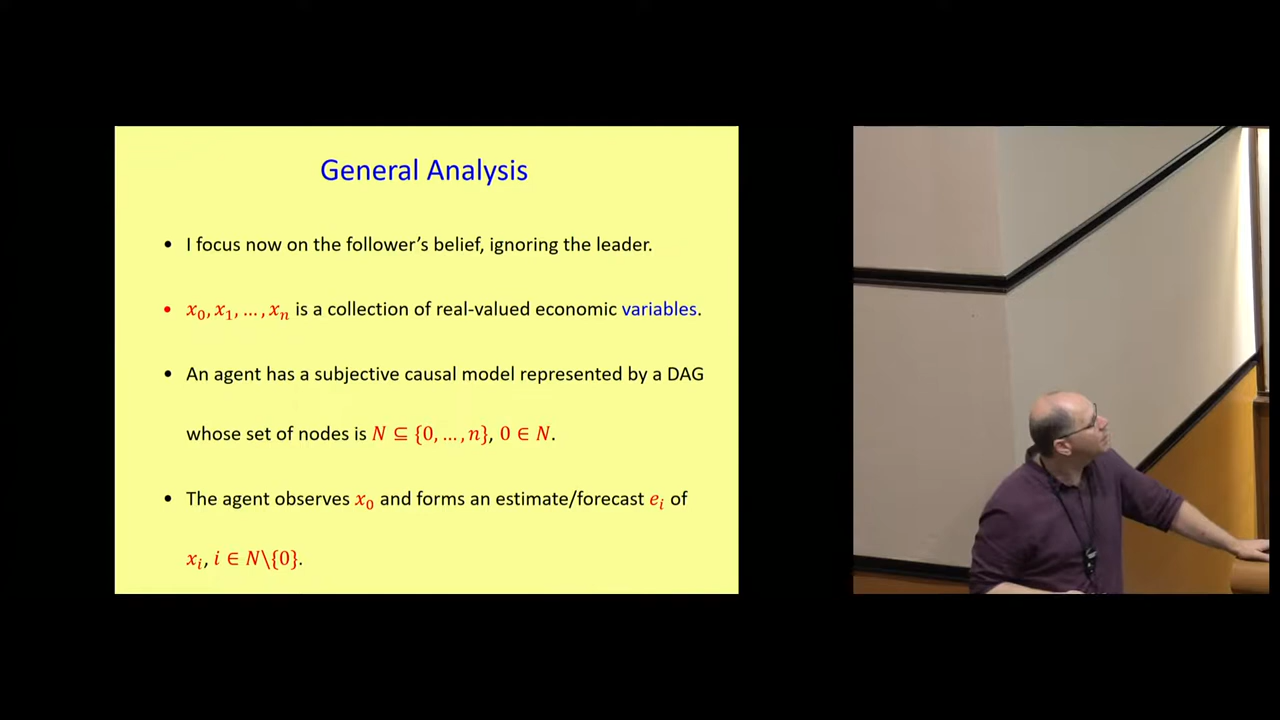 General Analysis
• I focus now on the follower's belief, ignoring the leader.
• x₀, x₁, …, xₙ is a collection of real-valued economic variables.
• An agent has a subjective causal model represented by a DAG
whose set of nodes is N ⊆ {0, …, n}, 0 ∈ N.
• The agent observes x₀ and forms an estimate/forecast eᵢ of
xᵢ, i ∈ N\{0}.